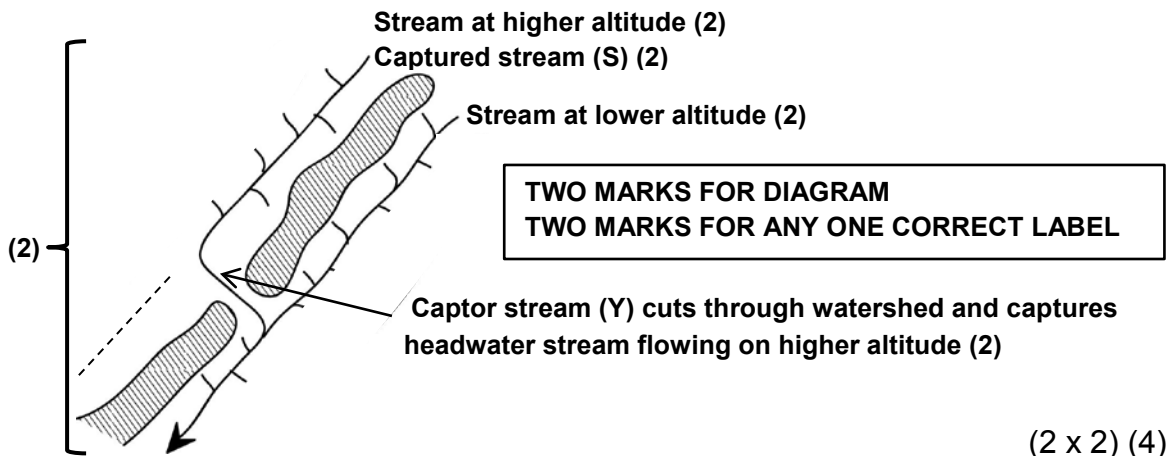 Stream at higher altitude (2)
Captured stream (S) (2)
Stream at lower altitude (2)
TWO MARKS FOR DIAGRAM
TWO MARKS FOR ANY ONE CORRECT LABEL
(2)
Captor stream (Y) cuts through watershed and captures
headwater stream flowing on higher altitude (2)
(2 x 2) (4)